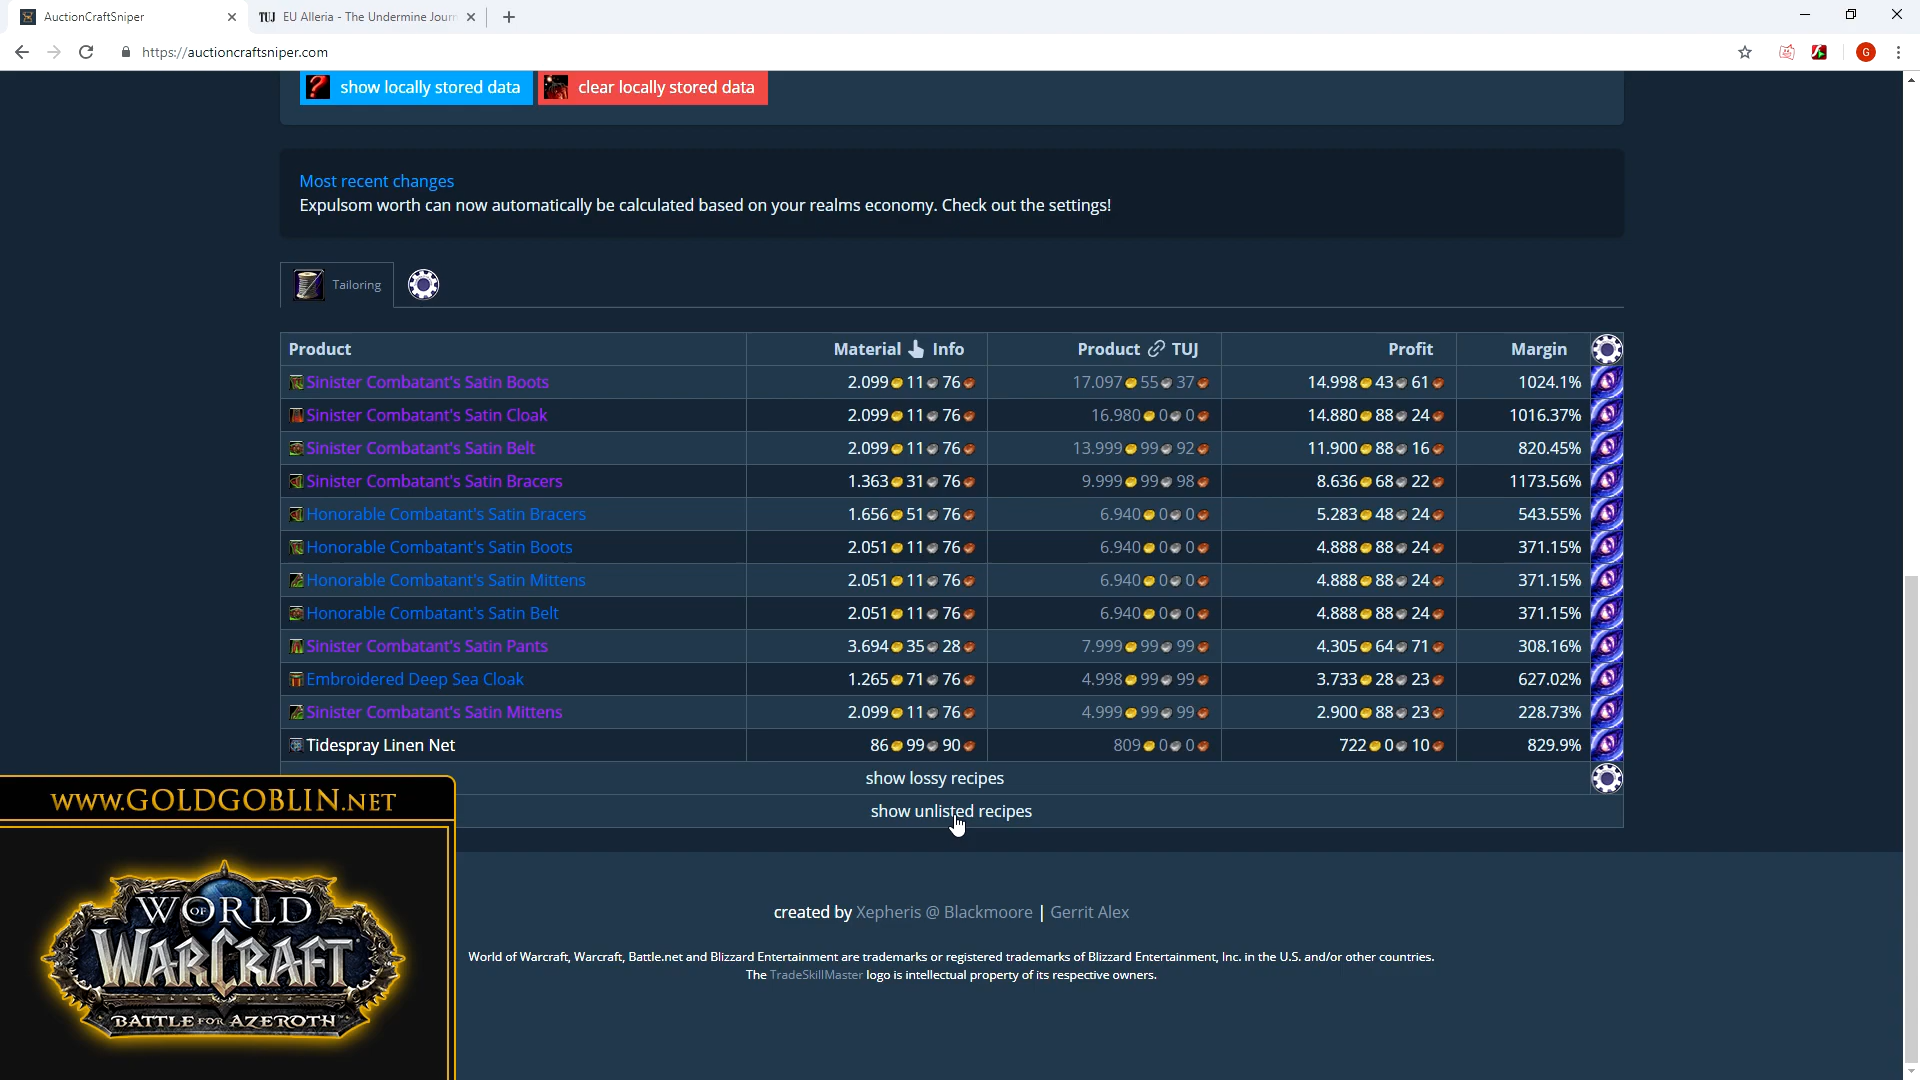 AuctionCraftSniper
TUJ EU Alleria - The Undermine Journ
https://auctioncraftsniper.com
G
show locally stored data
clear locally stored data
Most recent changes
Expulsom worth can now automatically be calculated based on your realms economy. Check out the settings!
Tailoring
Product Material Info Product TUJ Profit Margin
Sinister Combatant's Satin Boots 2.099 11 76 17.097 55 37 14.998 43 61 1024.1%
Sinister Combatant's Satin Cloak 2.099 11 76 16.980 0 0 14.880 88 24 1016.37%
Sinister Combatant's Satin Belt 2.099 11 76 13.999 99 92 11.900 88 16 820.45%
Sinister Combatant's Satin Bracers 1.363 31 76 9.999 99 98 8.636 68 22 1173.56%
Honorable Combatant's Satin Bracers 1.656 51 76 6.940 0 0 5.283 48 24 543.55%
Honorable Combatant's Satin Boots 2.051 11 76 6.940 0 0 4.888 88 24 371.15%
Honorable Combatant's Satin Mittens 2.051 11 76 6.940 0 0 4.888 88 24 371.15%
Honorable Combatant's Satin Belt 2.051 11 76 6.940 0 0 4.888 88 24 371.15%
Sinister Combatant's Satin Pants 3.694 35 28 7.999 99 99 4.305 64 71 308.16%
Embroidered Deep Sea Cloak 1.265 71 76 4.998 99 99 3.733 28 23 627.02%
Sinister Combatant's Satin Mittens 2.099 11 76 4.999 99 99 2.900 88 23 228.73%
Tidespray Linen Net 86 99 90 809 0 0 722 0 10 829.9%
show lossy recipes
show unlisted recipes
www.GOLDGOBLIN.NET
WORLD OF
WARCRAFT
BATTLE FOR AZEROTH
created by Xepheris @ Blackmoore | Gerrit Alex
World of Warcraft, Warcraft, Battle.net and Blizzard Entertainment are trademarks or registered trademarks of Blizzard Entertainment, Inc. in the U.S. and/or other countries.
The TradeSkillMaster logo is intellectual property of its respective owners.